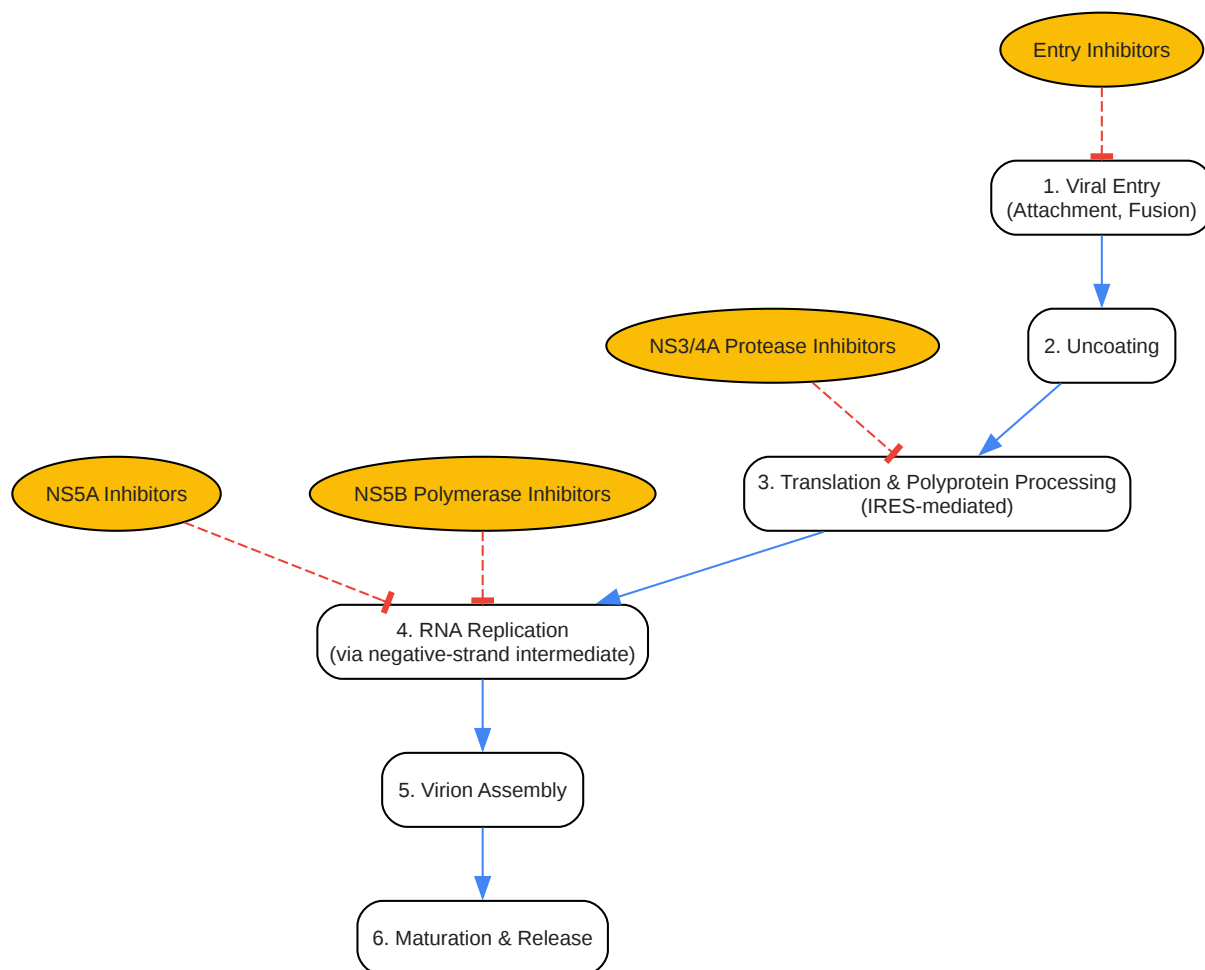 Entry Inhibitors
1. Viral Entry
(Attachment, Fusion)
NS3/4A Protease Inhibitors
2. Uncoating
NS5A Inhibitors
NS5B Polymerase Inhibitors
3. Translation & Polyprotein Processing
(IRES-mediated)
4. RNA Replication
(via negative-strand intermediate)
5. Virion Assembly
6. Maturation & Release